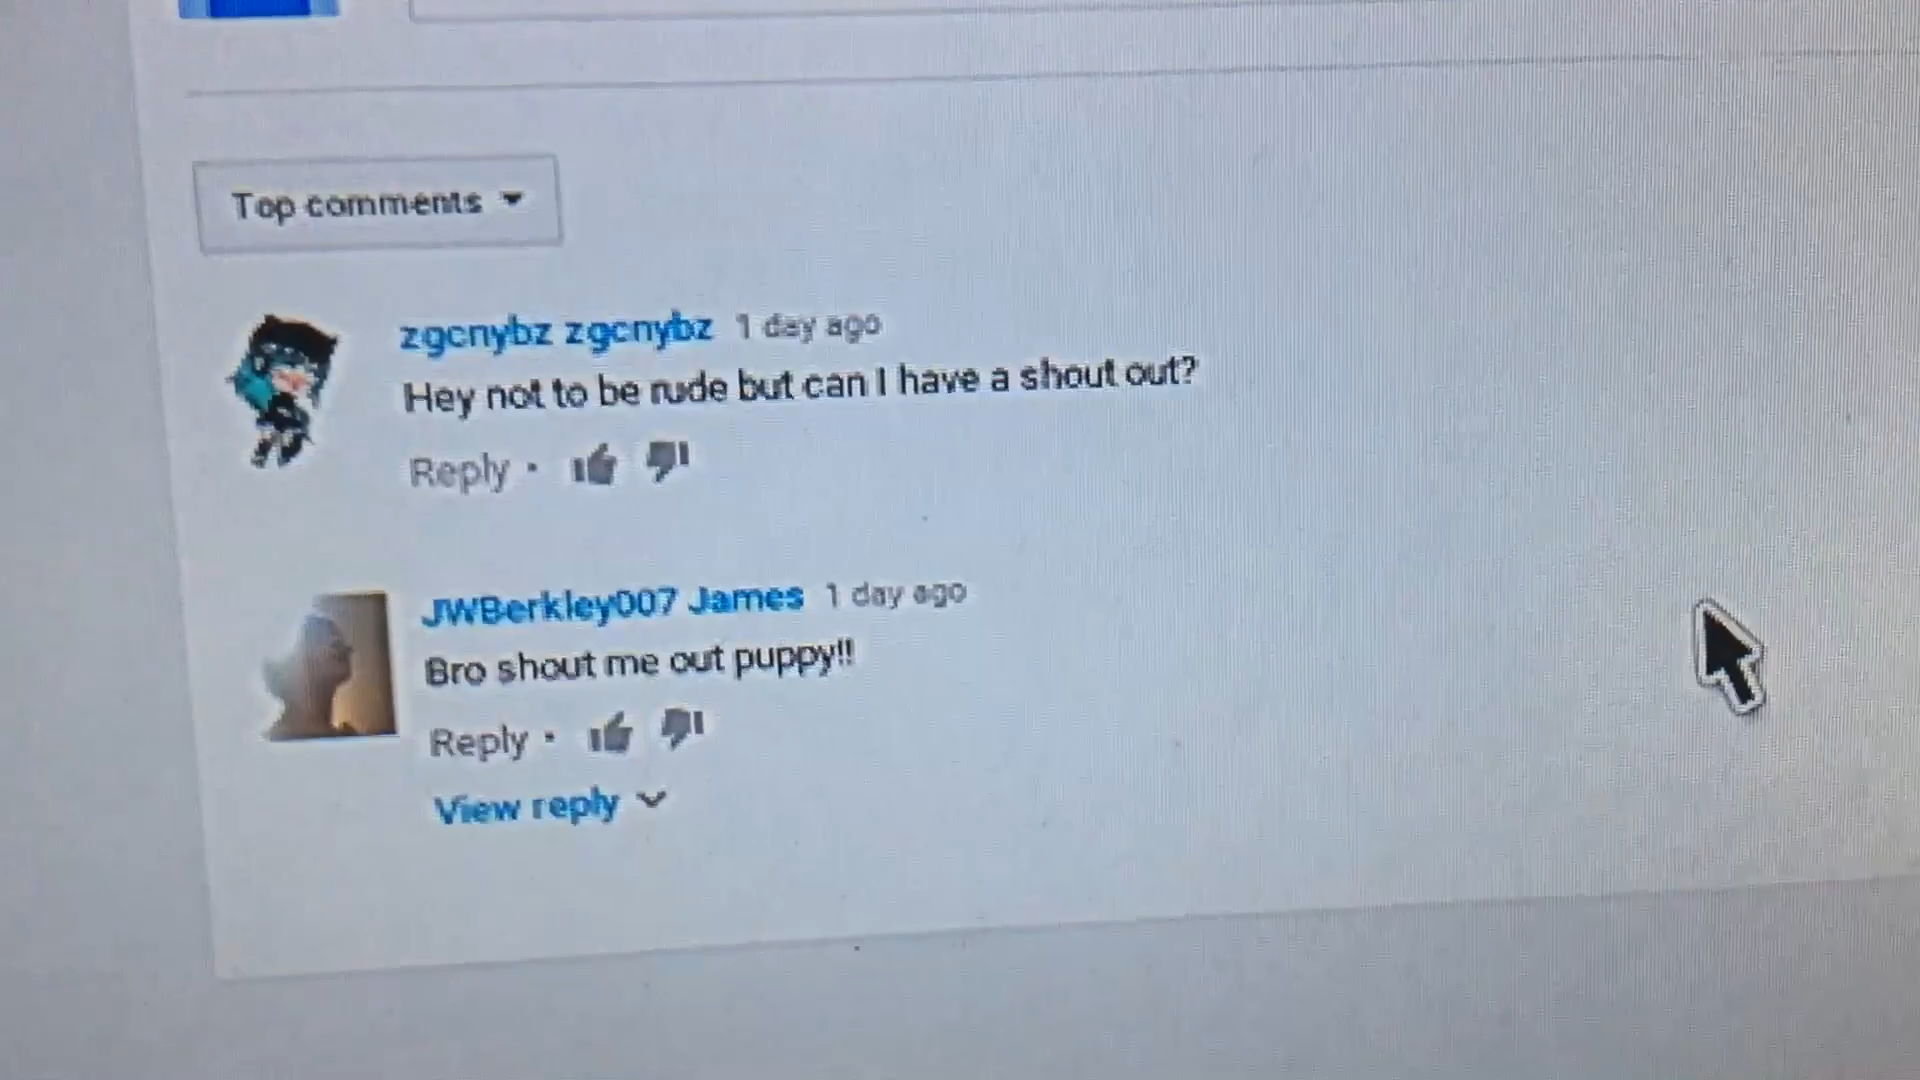 Top comments
zgcnybz zgcnybz 1 day ago
Hey not to be rude but can I have a shout out?
Reply •
JWBerkley007 James 1 day ago
Bro shout me out puppy!!
Reply •
View reply